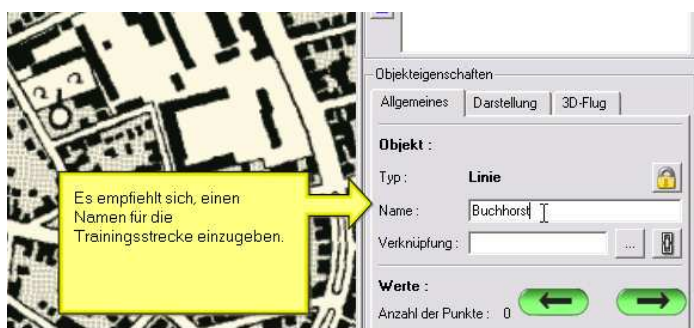 Objekteigenschaften
Allgemeines Darstellung 3D-Flug
Objekt :
Typ : Linie
Es empfiehlt sich, einen
Namen für die
Trainingsstrecke einzugeben.
Name : Buchhorst
Verknüpfung : ...
Werte :
Anzahl der Punkte : 0